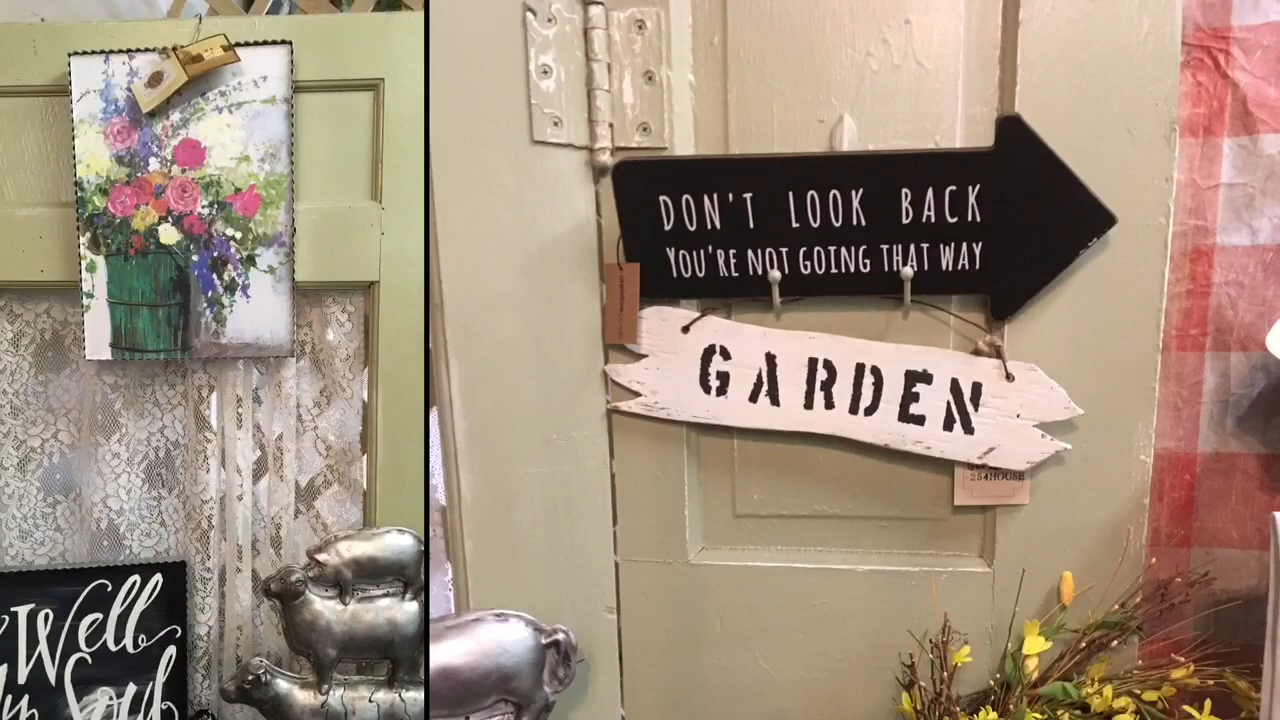 Well
Soul
DON'T LOOK BACK
YOU'RE NOT GOING THAT WAY
GARDEN
254HOUSE